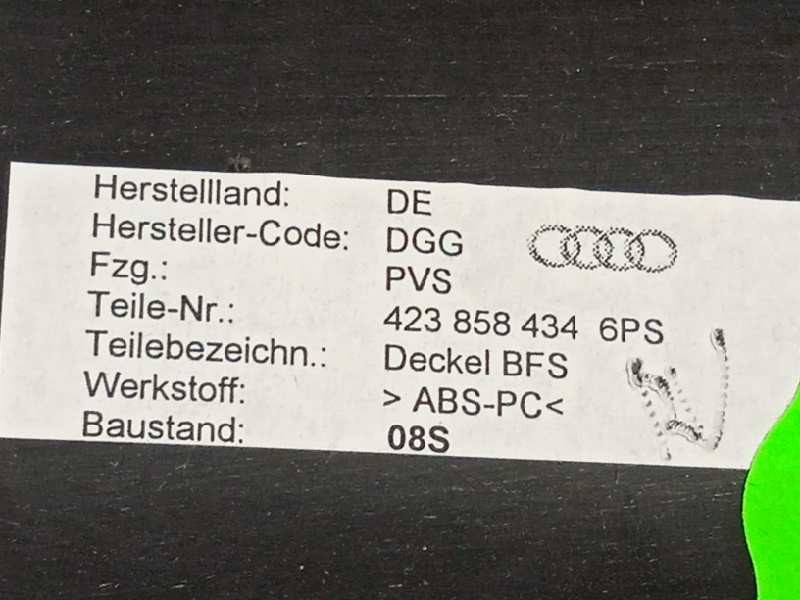 Herstellland: DE
Hersteller-Code: DGG
Fzg.: PVS
Teile-Nr.: 423 858 434 6PS
Teilebezeichn.: Deckel BFS
Werkstoff: > ABS-PC<
Baustand: 08S